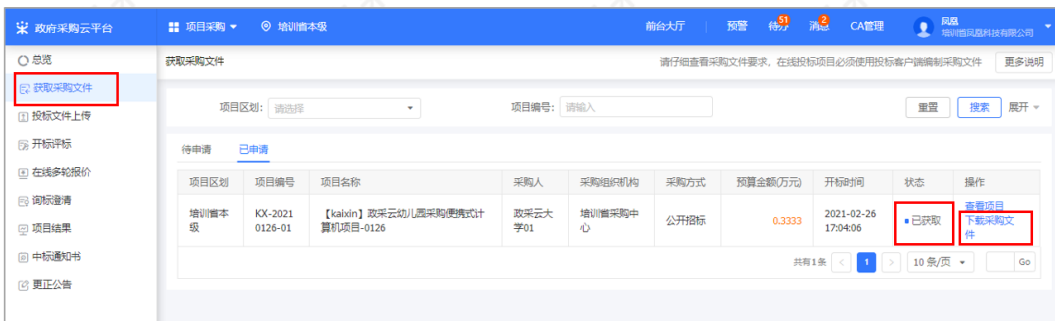 政府采购云平台
项目采购
培训省本级
前台大厅
预警
待办
51
消息
2
CA管理
凤凰
培训省凤凰科技有限公司
总览
获取采购文件
投标文件上传
开标评标
在线多轮报价
询标澄清
项目结果
中标通知书
更正公告
获取采购文件
请仔细查看采购文件要求，在线投标项目必须使用投标客户端编制采购文件
更多说明
项目区划： 请选择
项目编号： 请输入
重置
搜索
展开
待申请
已申请
项目区划 项目编号 项目名称 采购人 采购组织机构 采购方式 预算金额(万元) 开标时间 状态 操作
培训省本
级
KX-2021
0126-01
【kaixin】政采云幼儿园采购便携式计
算机项目-0126
政采云大
学01
培训省采购中
心
公开招标
0.3333
2021-02-26
17:04:06
已获取
查看项目
下载采购文
件
共有1条 < 1 > 10 条/页 Go